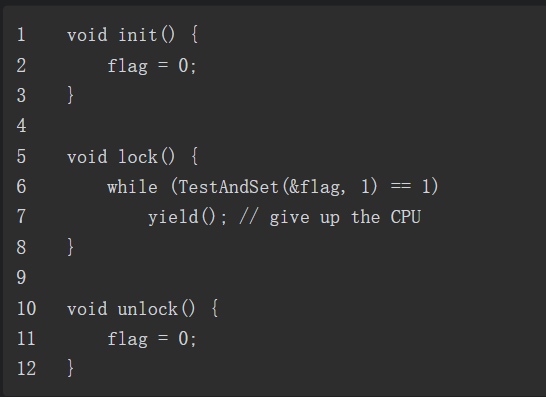 1 void init() {
2     flag = 0;
3 }
4
5 void lock() {
6     while (TestAndSet(&flag, 1) == 1)
7         yield(); // give up the CPU
8 }
9
10 void unlock() {
11     flag = 0;
12 }